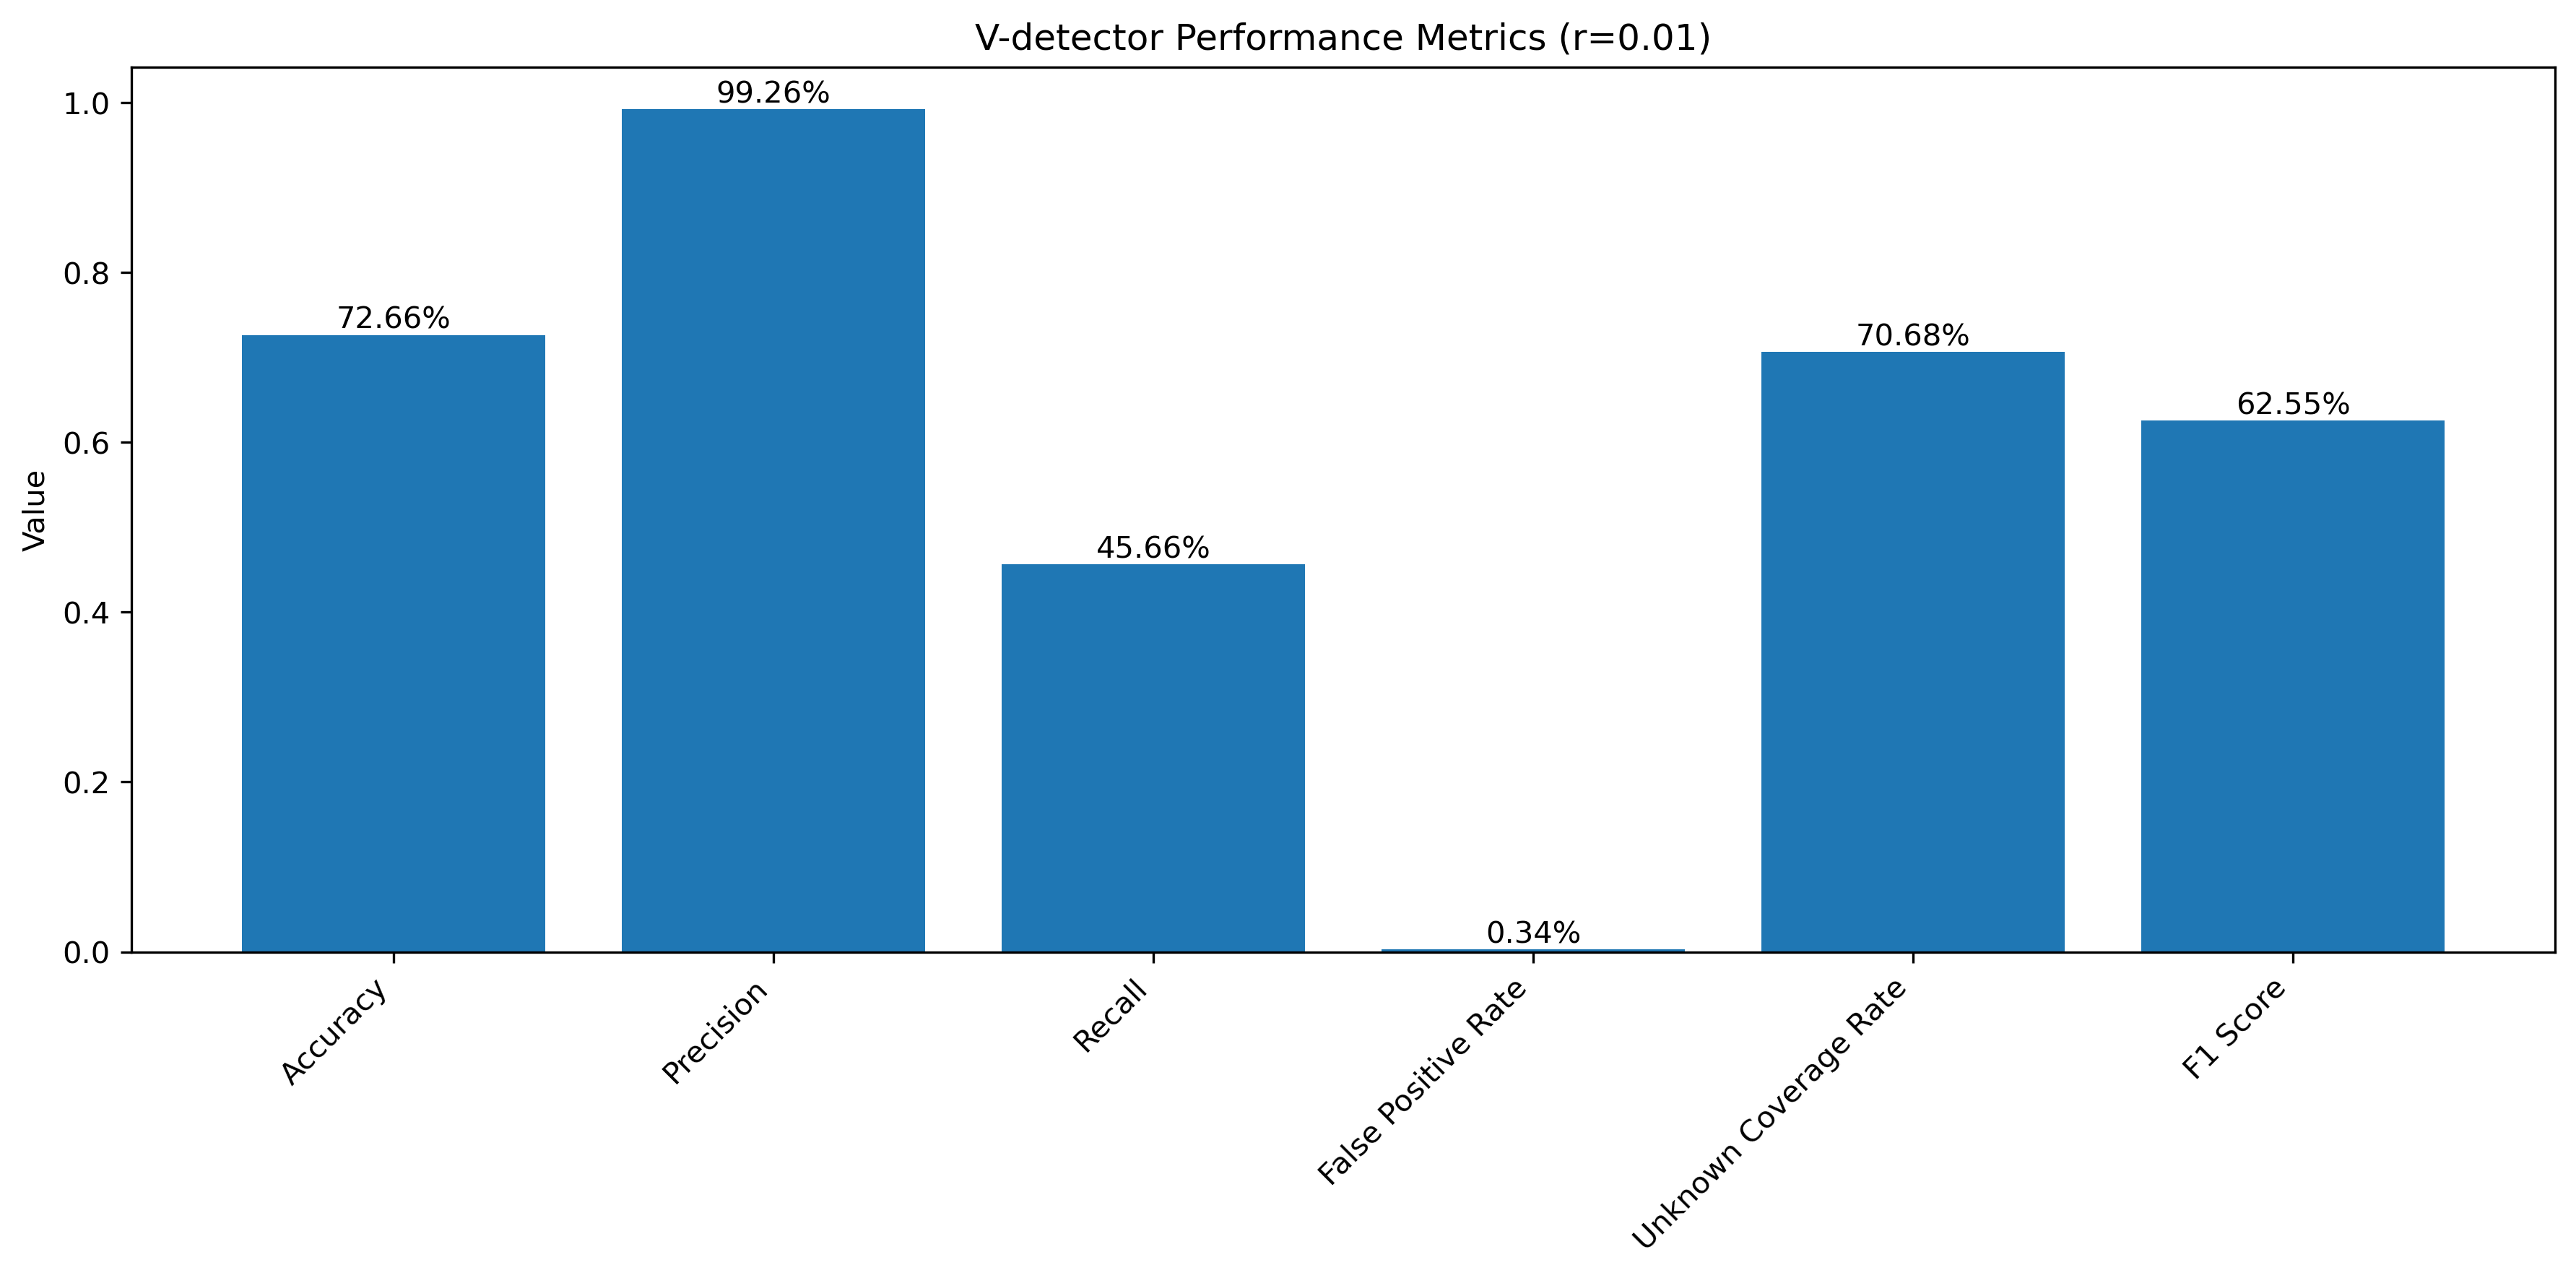 V-detector Performance Metrics (r=0.01)
Value
1.0
0.8
0.6
0.4
0.2
0.0
72.66%
99.26%
45.66%
0.34%
70.68%
62.55%
Accuracy
Precision
Recall
False Positive Rate
Unknown Coverage Rate
F1 Score